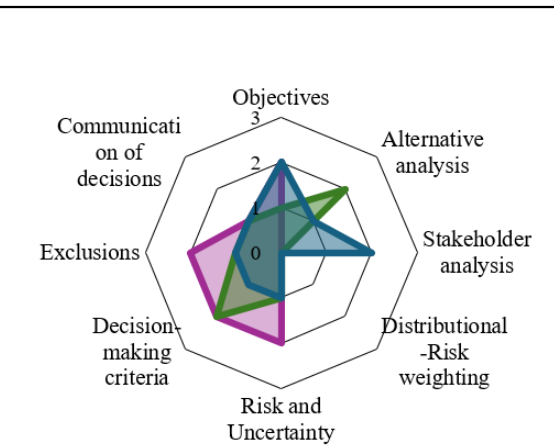 Objectives
3
Communicati
on of
decisions
Alternative
analysis
2
1
Exclusions
0
Stakeholder
analysis
Decision-
making
criteria
Distributional
-Risk
weighting
Risk and
Uncertainty